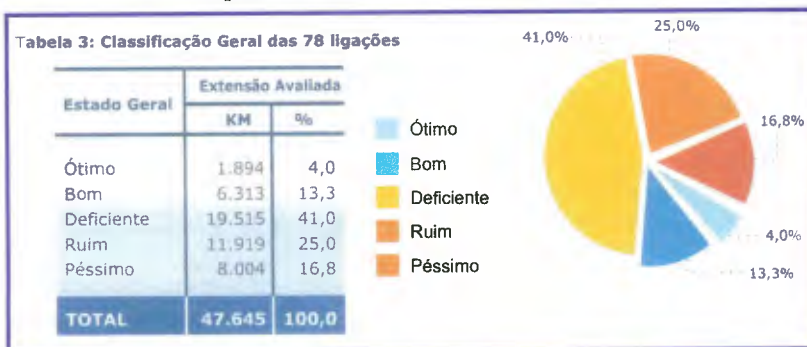 Tabela 3: Classificação Geral das 78 ligações
Estado Geral
Extensão Avaliada
KM %
Ótimo 1.894 4,0
Bom 6.313 13,3
Deficiente 19.515 41,0
Ruim 11.919 25,0
Péssimo 8.004 16,8
TOTAL 47.645 100,0
Ótimo
Bom
Deficiente
Ruim
Péssimo
41,0%
25,0%
16,8%
4,0%
13,3%